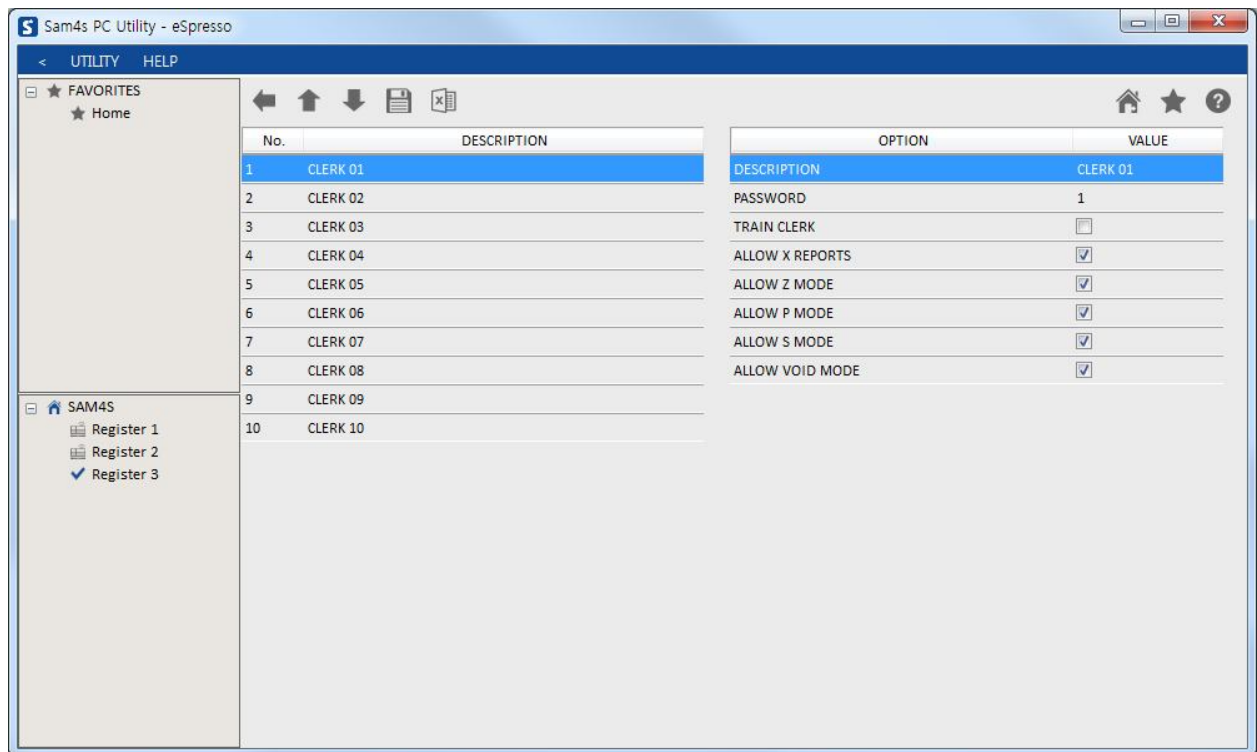 Sam4s PC Utility - eSpresso
< UTILITY HELP
FAVORITES
Home
SAM4S
Register 1
Register 2
Register 3
No. DESCRIPTION
1 CLERK 01
2 CLERK 02
3 CLERK 03
4 CLERK 04
5 CLERK 05
6 CLERK 06
7 CLERK 07
8 CLERK 08
9 CLERK 09
10 CLERK 10
OPTION VALUE
DESCRIPTION CLERK 01
PASSWORD 1
TRAIN CLERK
ALLOW X REPORTS
ALLOW Z MODE
ALLOW P MODE
ALLOW S MODE
ALLOW VOID MODE